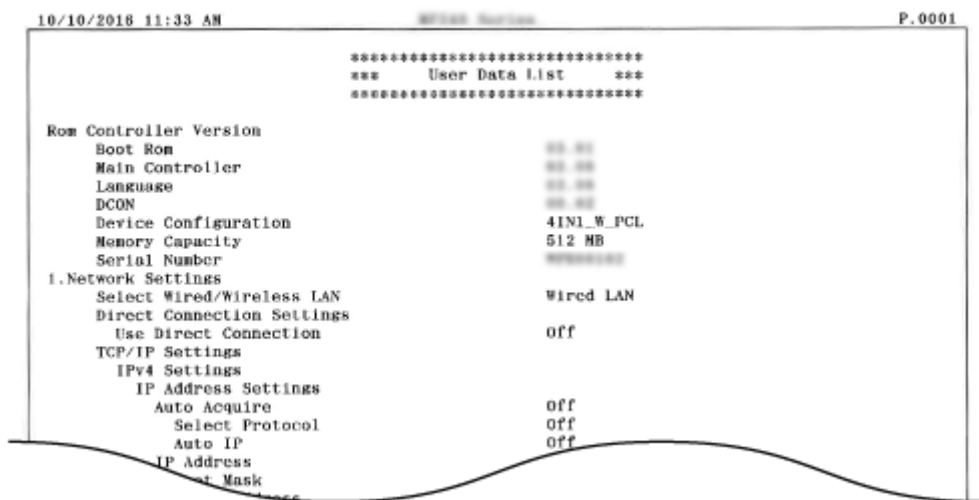 10/10/2016 11:33 AM P.0001
******************************
*** User Data List ***
******************************
Rom Controller Version
Boot Rom
Main Controller
Language
DCON
Device Configuration 4IN1_W_PCL
Memory Capacity 512 MB
Serial Number
1.Network Settings
Select Wired/Wireless LAN Wired LAN
Direct Connection Settings
Use Direct Connection Off
TCP/IP Settings
IPv4 Settings
IP Address Settings
Auto Acquire Off
Select Protocol Off
Auto IP Off
IP Address
Mask